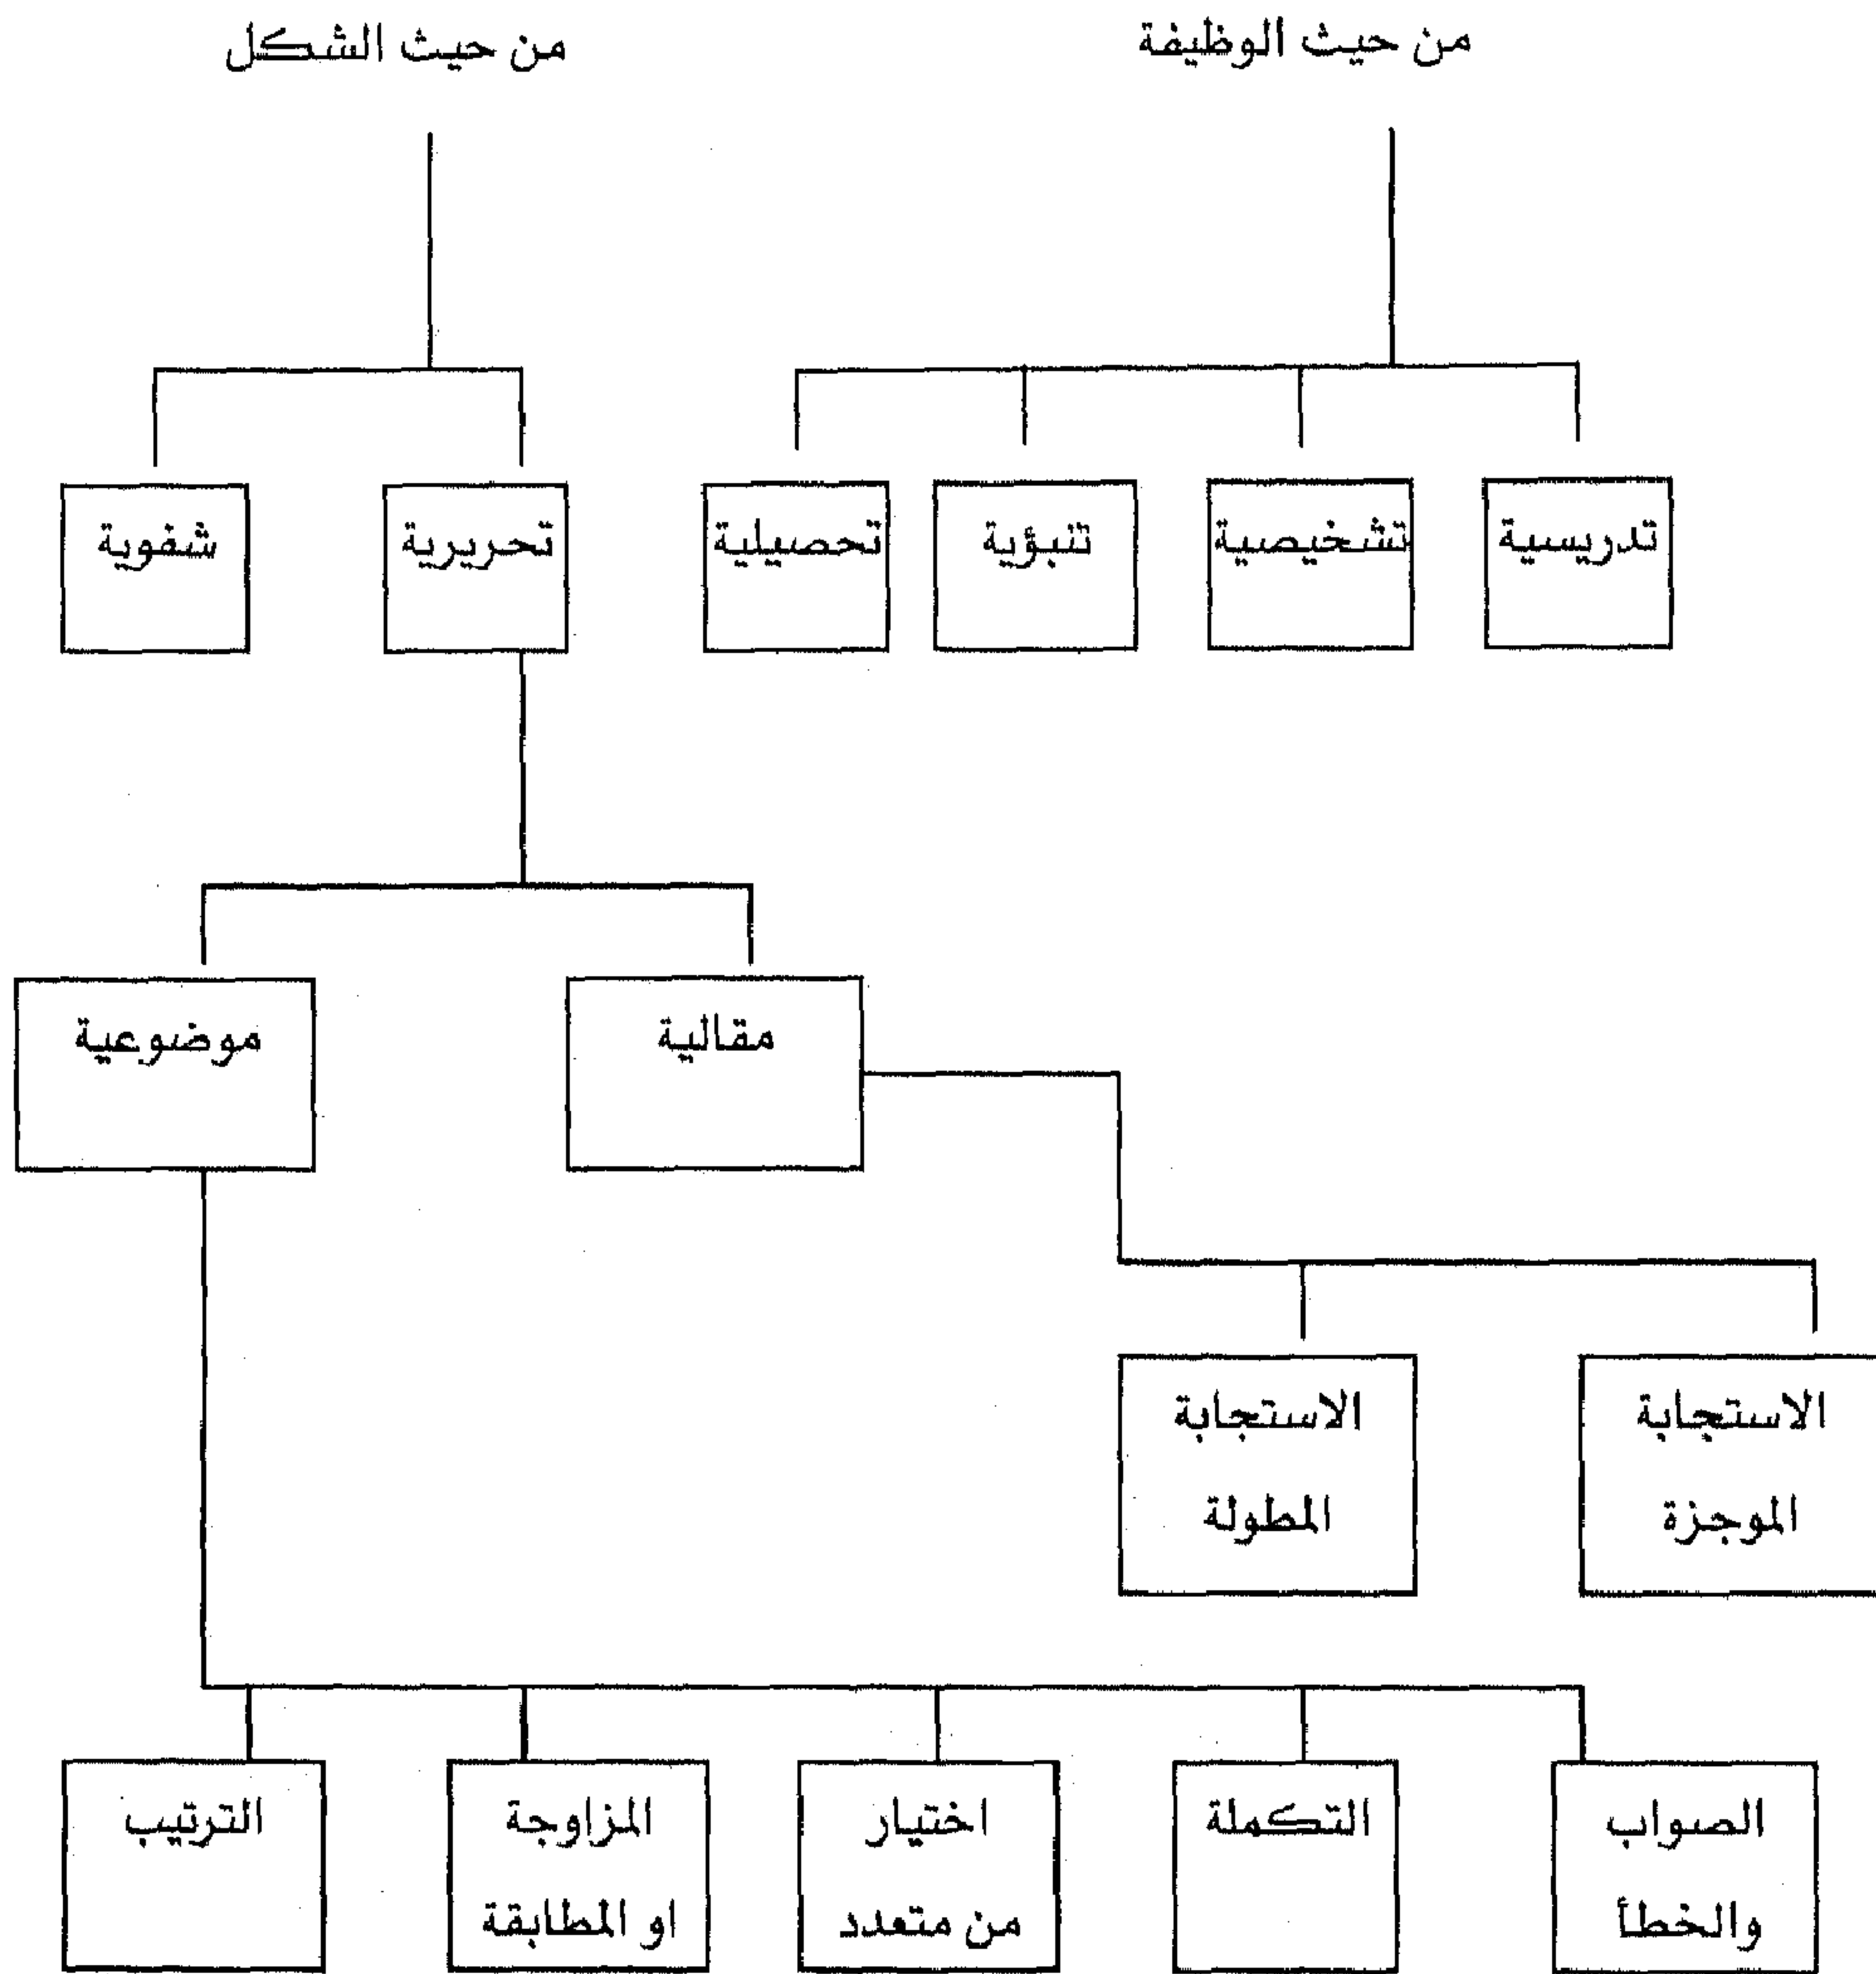 من حيث الوظيفة
من حيث الشكل
تدريسية
تشخيصية
تنبؤية
تحصيلية
تحريرية
شفوية
مقالية
موضوعية
الاستجابة
الموجزة
الاستجابة
المطولة
الصواب
والخطأ
التكملة
اختيار
من متعدد
المزاوجة
او المطابقة
الترتيب